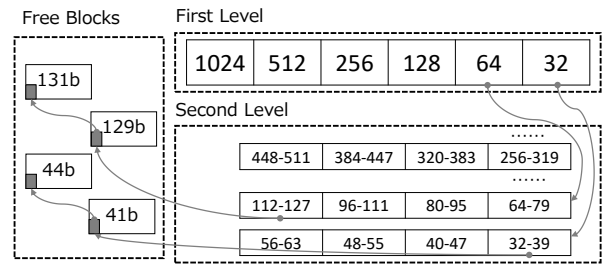 Free Blocks
131b
129b
44b
41b
First Level
1024 512 256 128 64 32
Second Level
......
448-511 384-447 320-383 256-319
......
112-127 96-111 80-95 64-79
56-63 48-55 40-47 32-39